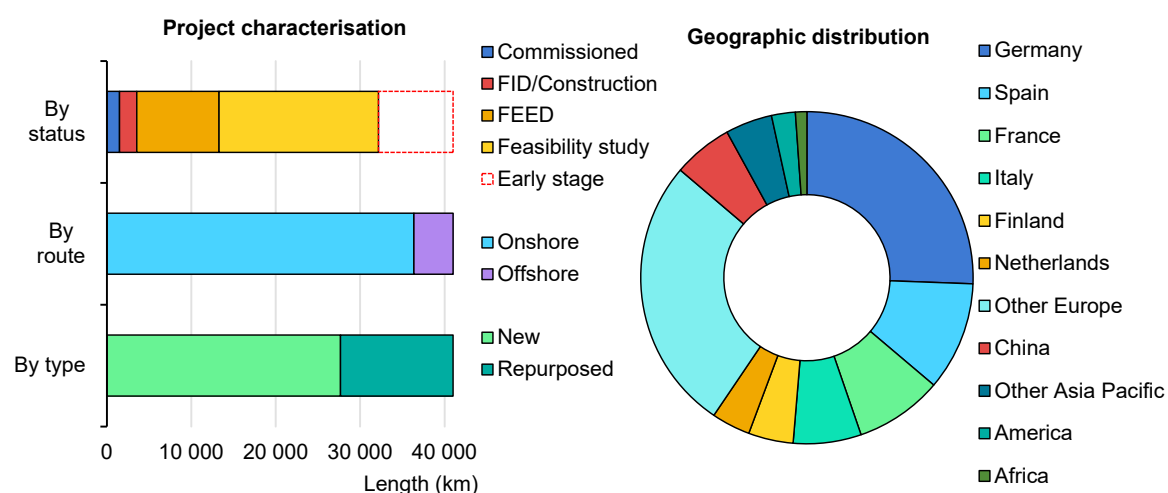 Project characterisation
By
status
By
route
By type
0
10 000
20 000
30 000
40 000
Length (km)
Commissioned
FID/Construction
FEED
Feasibility study
Early stage
Onshore
Offshore
New
Repurposed
Geographic distribution
Germany
Spain
France
Italy
Finland
Netherlands
Other Europe
China
Other Asia Pacific
America
Africa